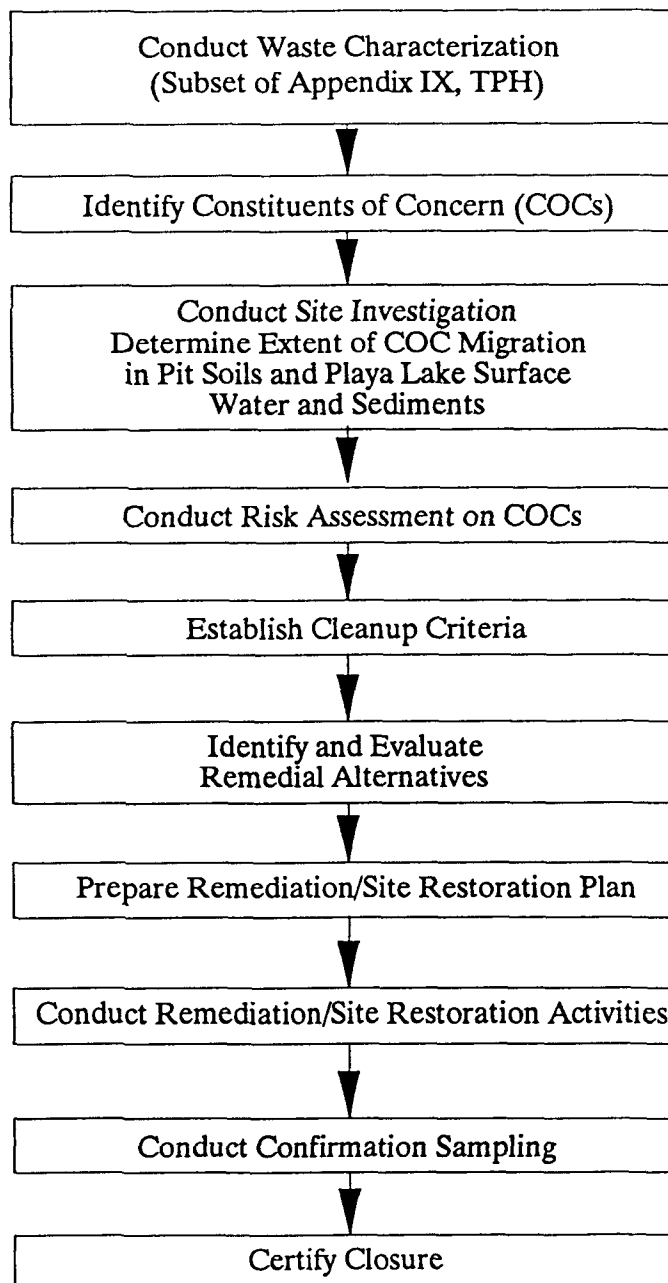 Conduct Waste Characterization
(Subset of Appendix IX, TPH)
Identify Constituents of Concern (COCs)
Conduct Site Investigation
Determine Extent of COC Migration
in Pit Soils and Playa Lake Surface
Water and Sediments
Conduct Risk Assessment on COCs
Establish Cleanup Criteria
Identify and Evaluate
Remedial Alternatives
Prepare Remediation/Site Restoration Plan
Conduct Remediation/Site Restoration Activities
Conduct Confirmation Sampling
Certify Closure